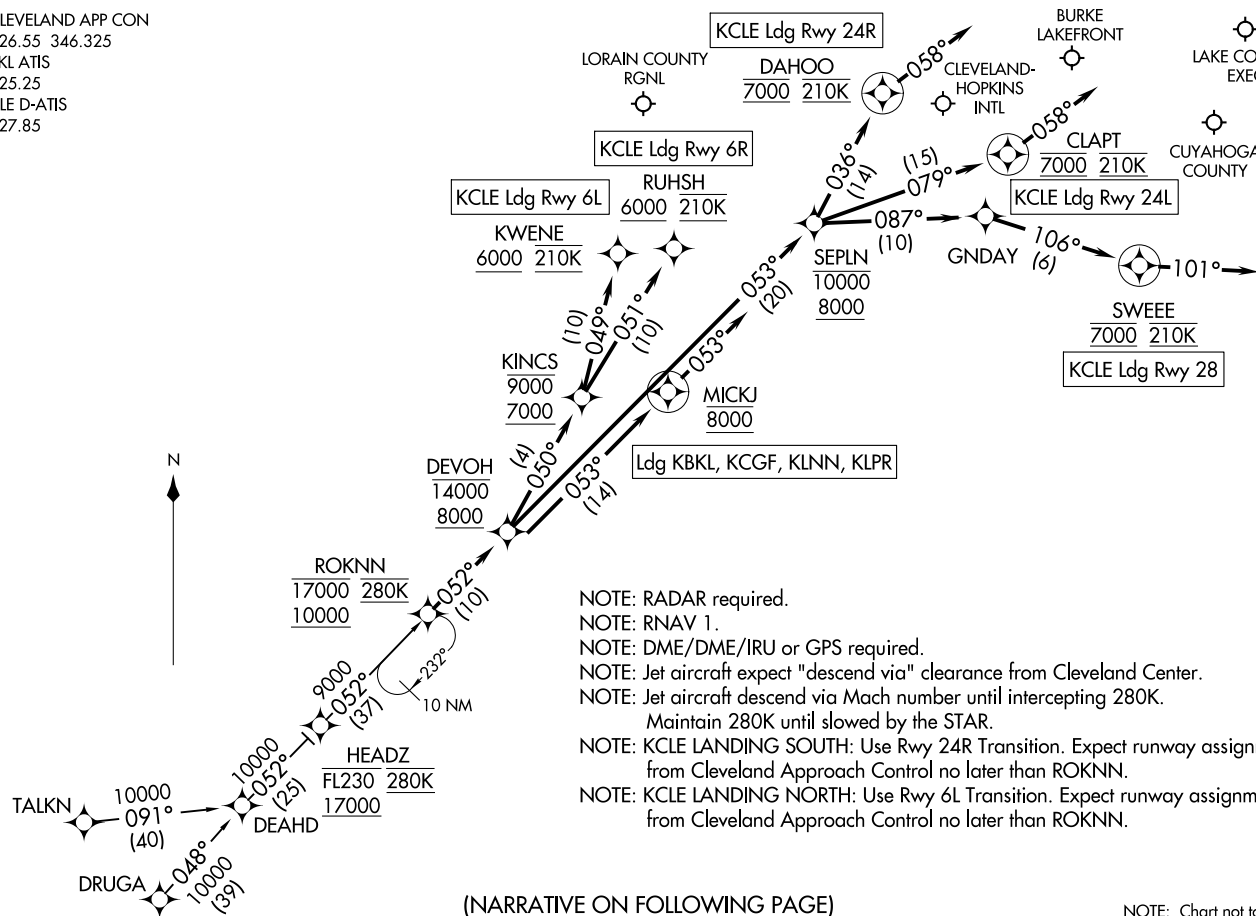 LEVELAND APP CON
26.55 346.325
KL ATIS
25.25
LE D-ATIS
27.85
KCLE Ldg Rwy 24R
DAHOO
7000 210K
058°
BURKE
LAKEFRONT
LORAIN COUNTY
RGNL
CLEVELAND-
HOPKINS
INTL
LAKE CO
EXE
CUYAHOGA
COUNTY
058°
CLAPT
7000 210K
KCLE Ldg Rwy 24L
KCLE Ldg Rwy 6R
RUHSH
6000 210K
KCLE Ldg Rwy 6L
KWENE
6000 210K
036°
(14)
(15)
079°
087°
(10)
SEPLN
10000
8000
GNDAY
106°
(6)
101°
SWEEE
7000 210K
KCLE Ldg Rwy 28
053°
(20)
(10)
049°
051°
(10)
053°
KINCS
9000
7000
MICKJ
8000
Ldg KBKL, KCGF, KLNN, KLPR
(4)
050°
053°
(14)
DEVOH
14000
8000
N
ROKNN
17000 280K
10000
052°
(10)
232°
10 NM
9000
052°
(37)
HEADZ
FL230 280K
17000
10000
052°
(25)
TALKN
10000
091°
(40)
DEAHD
DRUGA
048°
10000
(39)
NOTE: RADAR required.
NOTE: RNAV 1.
NOTE: DME/DME/IRU or GPS required.
NOTE: Jet aircraft expect "descend via" clearance from Cleveland Center.
NOTE: Jet aircraft descend via Mach number until intercepting 280K.
Maintain 280K until slowed by the STAR.
NOTE: KCLE LANDING SOUTH: Use Rwy 24R Transition. Expect runway assign
from Cleveland Approach Control no later than ROKNN.
NOTE: KCLE LANDING NORTH: Use Rwy 6L Transition. Expect runway assignm
from Cleveland Approach Control no later than ROKNN.
(NARRATIVE ON FOLLOWING PAGE)
NOTE: Chart not to